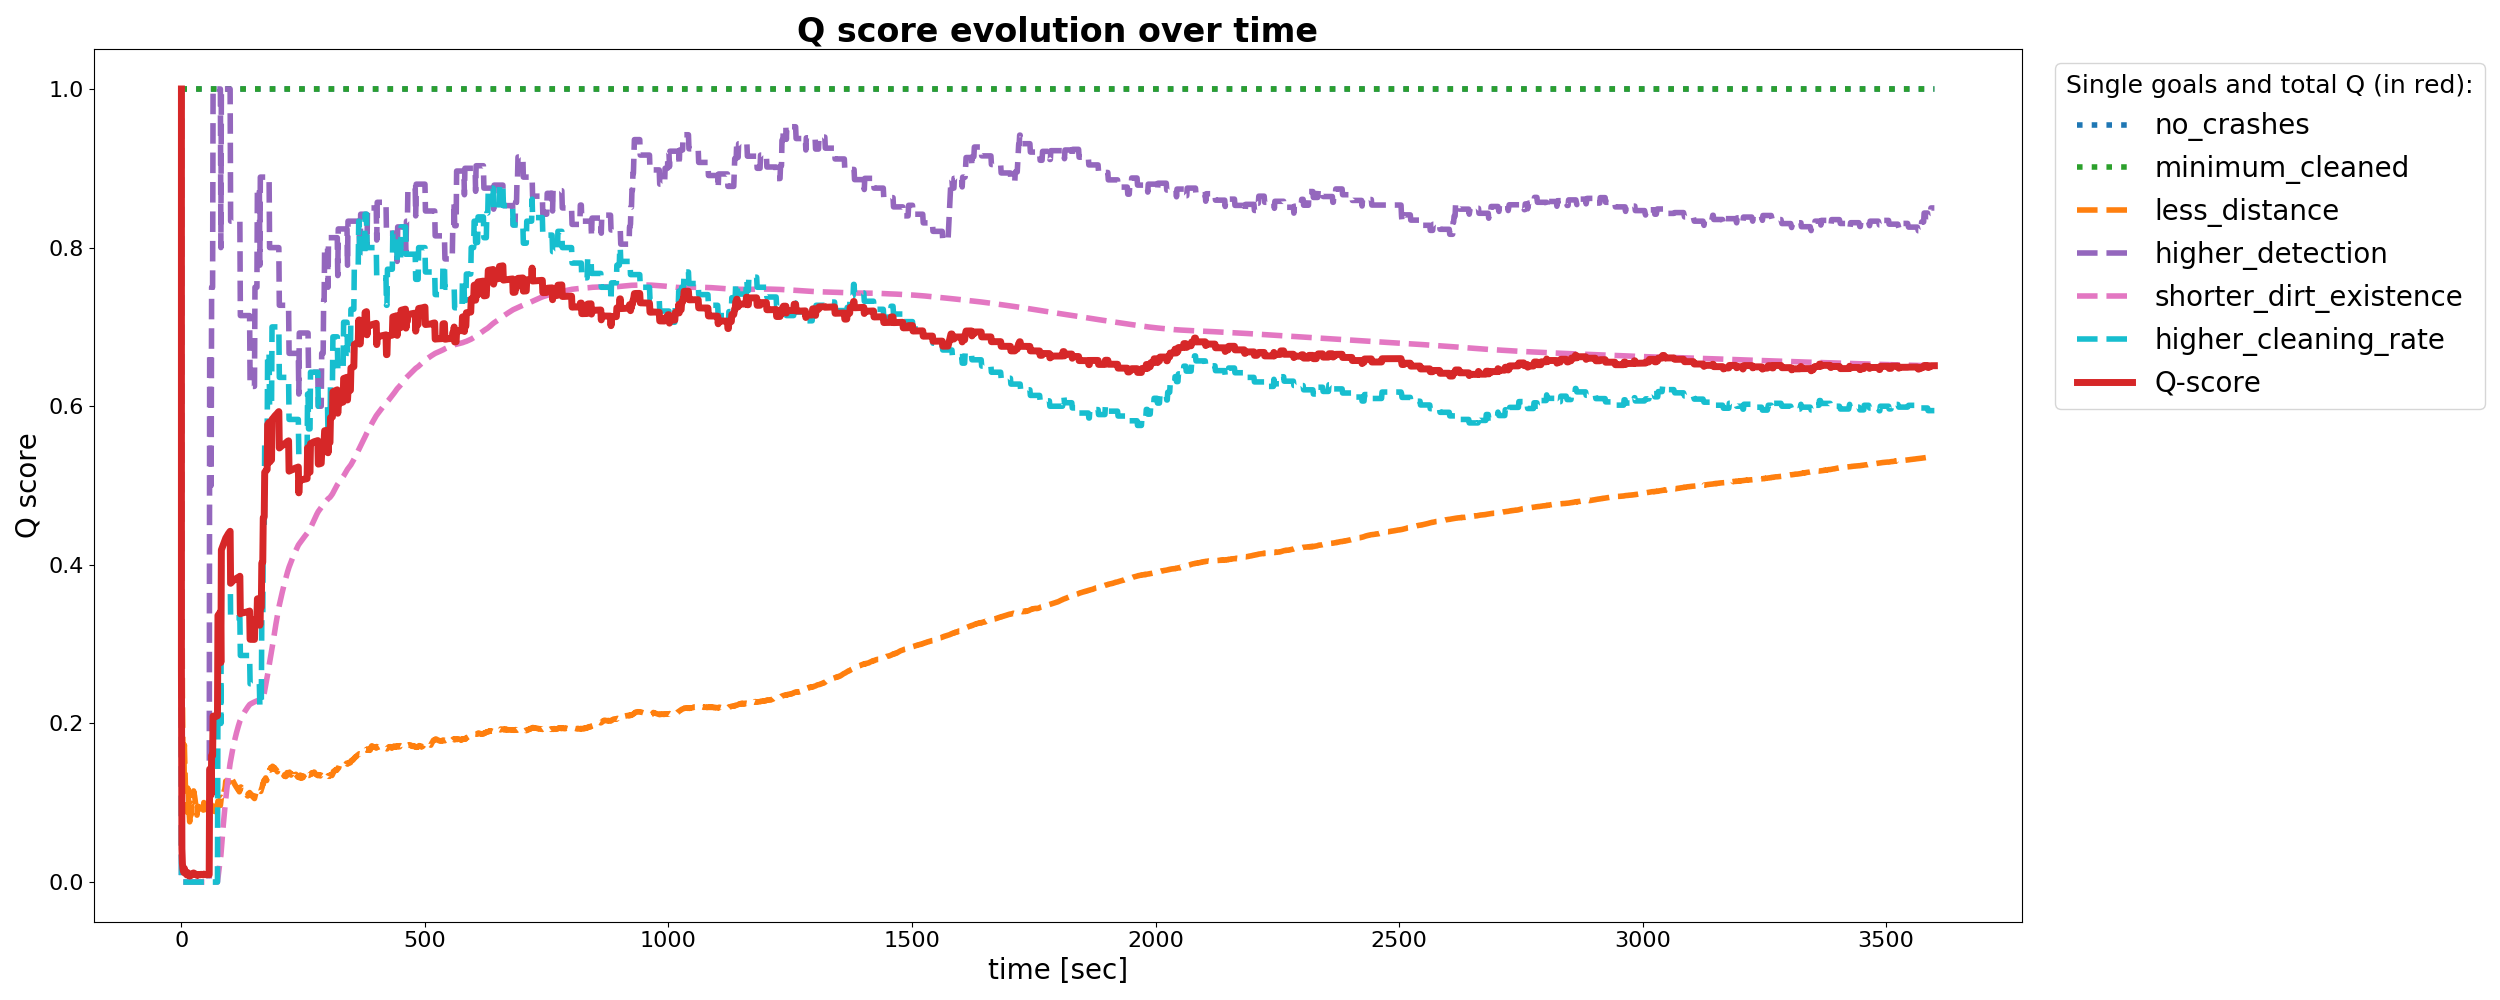 Q score evolution over time
Single goals and total Q (in red):
no_crashes
minimum_cleaned
less_distance
higher_detection
shorter_dirt_existence
higher_cleaning_rate
Q-score
Q score
1.0
0.8
0.6
0.4
0.2
0.0
0 500 1000 1500 2000 2500 3000 3500
time [sec]